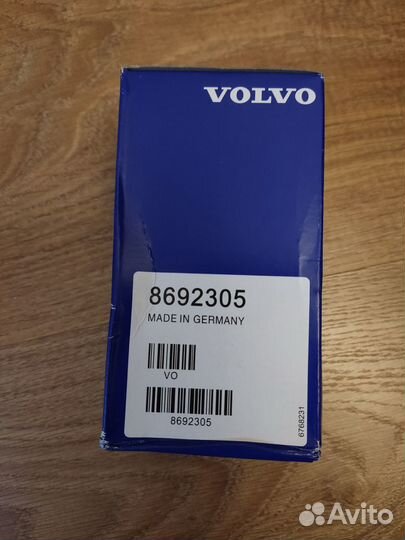 VOLVO
8692305
MADE IN GERMANY
VO
8692305
6768231
Avito